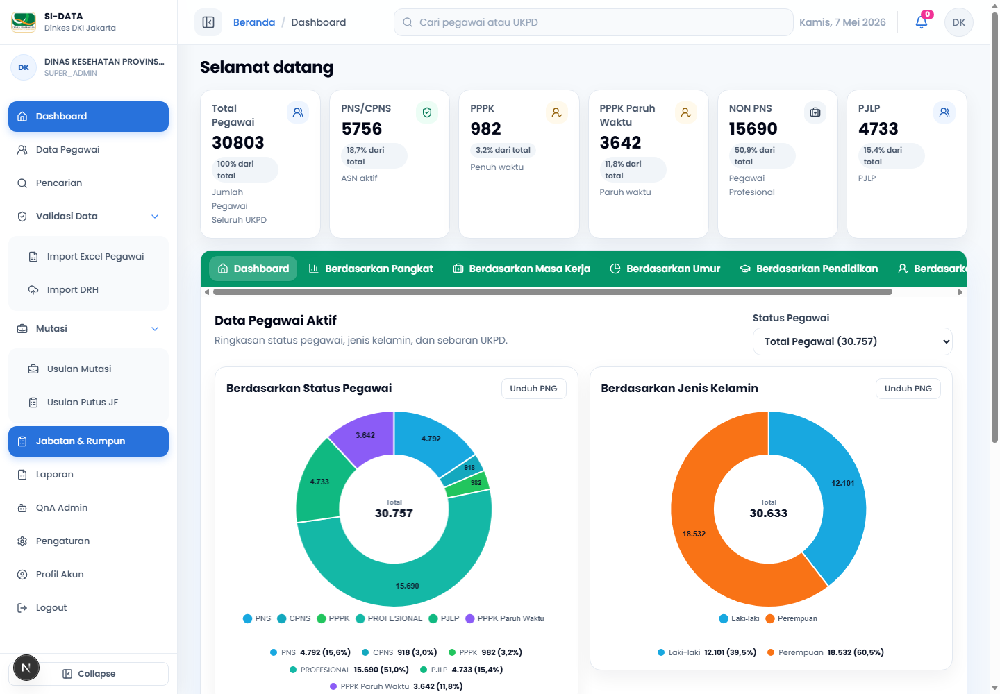 SI-DATA
Dinkes DKI Jakarta
DK
DINAS KESEHATAN PROVINS...
SUPER_ADMIN
Dashboard
Data Pegawai
Pencarian
Validasi Data
Import Excel Pegawai
Import DRH
Mutasi
Usulan Mutasi
Usulan Putus JF
Jabatan & Rumpun
Laporan
QnA Admin
Pengaturan
Profil Akun
Logout
N
Collapse
Beranda / Dashboard
Cari pegawai atau UKPD
Kamis, 7 Mei 2026
0
DK
Selamat datang
Total
Pegawai
30803
100% dari
total
Jumlah
Pegawai
Seluruh UKPD
PNS/CPNS
5756
18,7% dari
total
ASN aktif
PPPK
982
3,2% dari total
Penuh waktu
PPPK Paruh
Waktu
3642
11,8% dari
total
Paruh waktu
NON PNS
15690
50,9% dari
total
Pegawai
Profesional
PJLP
4733
15,4% dari
total
PJLP
Dashboard
Berdasarkan Pangkat
Berdasarkan Masa Kerja
Berdasarkan Umur
Berdasarkan Pendidikan
Berdasark
Data Pegawai Aktif
Ringkasan status pegawai, jenis kelamin, dan sebaran UKPD.
Status Pegawai
Total Pegawai (30.757)
Berdasarkan Status Pegawai
Unduh PNG
3.642
4.792
918
982
4.733
Total
30.757
15.690
PNS CPNS PPPK PROFESIONAL PJLP PPPK Paruh Waktu
PNS 4.792 (15,6%) CPNS 918 (3,0%) PPPK 982 (3,2%)
PROFESIONAL 15.690 (51,0%) PJLP 4.733 (15,4%)
PPPK Paruh Waktu 3.642 (11,8%)
Berdasarkan Jenis Kelamin
Unduh PNG
12.101
Total
30.633
18.532
Laki-laki Perempuan
Laki-laki 12.101 (39,5%) Perempuan 18.532 (60,5%)